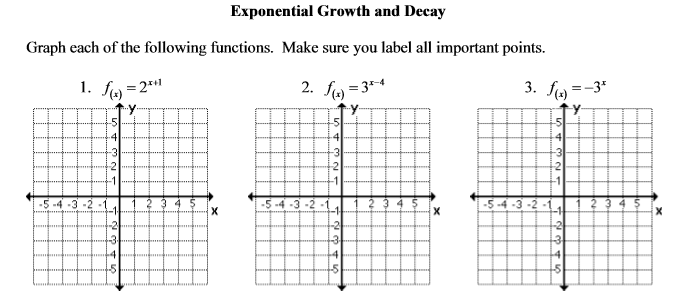 Exponential Growth and Decay
Graph each of the following functions. Make sure you label all important points.
1. f(x) = 2^x+1
2. f(x) = 3^x-4
3. f(x) = -3^x
Y
5
4
3
2
1
-5 -4 -3 -2 -1 1 2 3 4 5
X
-1
-2
-3
-4
-5
Y
5
4
3
2
1
-5 -4 -3 -2 -1 1 2 3 4 5
X
-1
-2
-3
-4
-5
Y
5
4
3
2
1
-5 -4 -3 -2 -1 1 2 3 4 5
X
-1
-2
-3
-4
-5